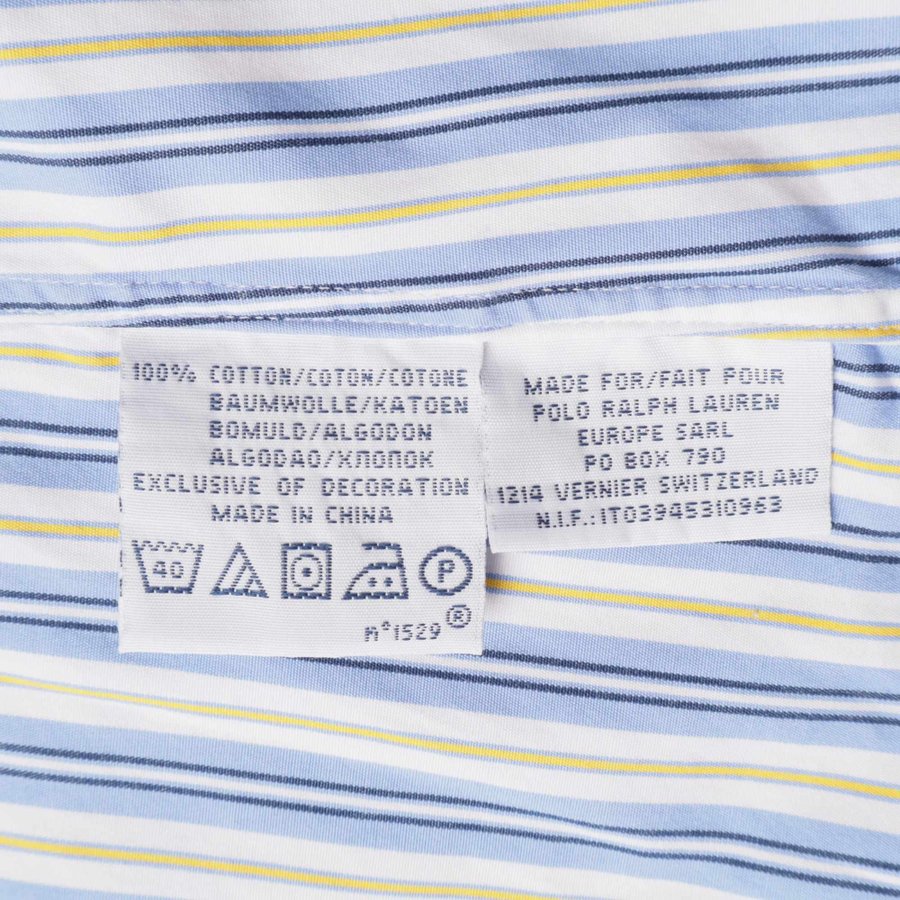 100% COTTON/COTON/COTONE
BAUMWOLLE/KATOEN
BOMULD/ALGODON
ALGODAO/ХЛОПОК
EXCLUSIVE OF DECORATION
MADE IN CHINA
40
P
n°1529 ®
MADE FOR/FAIT POUR
POLO RALPH LAUREN
EUROPE SARL
PO BOX 790
1214 VERNIER SWITZERLAND
N.I.F.:IT03945310963